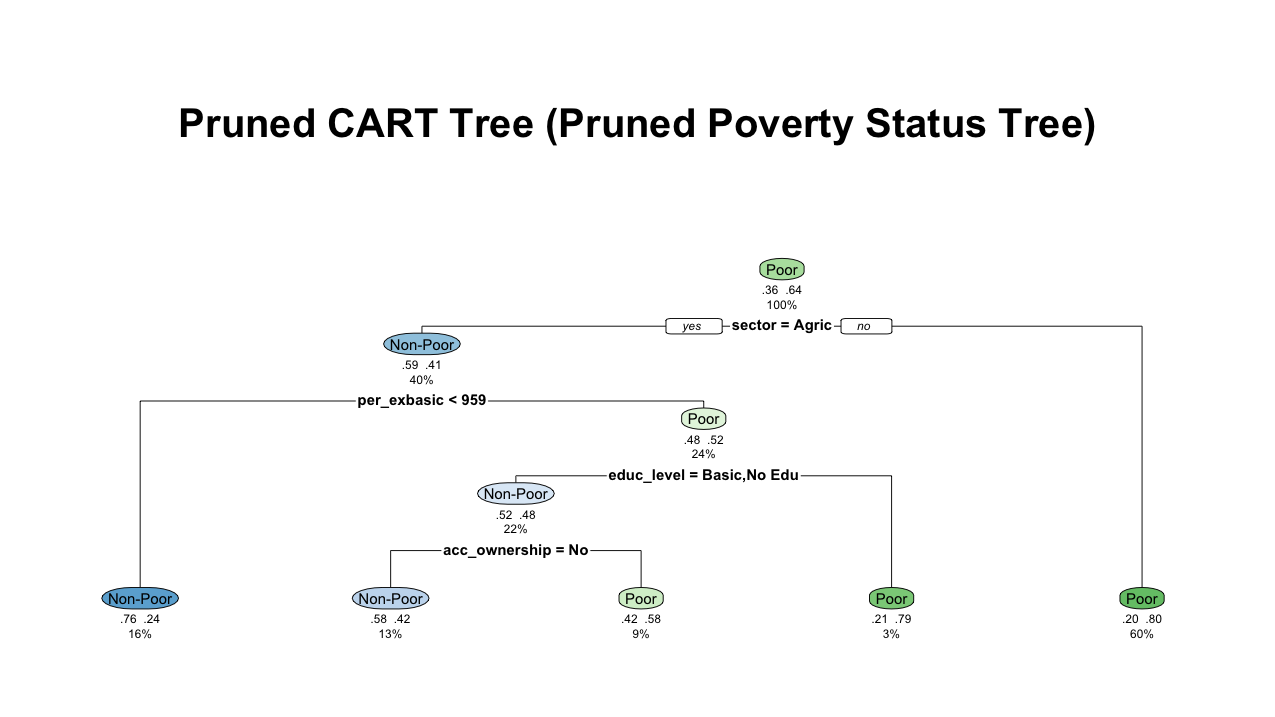 Pruned CART Tree (Pruned Poverty Status Tree)
Poor
.36 .64
100%
yes sector = Agric no
Non-Poor
.59 .41
40%
per_exbasic < 959
Poor
.48 .52
24%
educ_level = Basic,No Edu
Non-Poor
.52 .48
22%
acc_ownership = No
Non-Poor Non-Poor Poor Poor Poor
.76 .24 .58 .42 .42 .58 .21 .79 .20 .80
16% 13% 9% 3% 60%